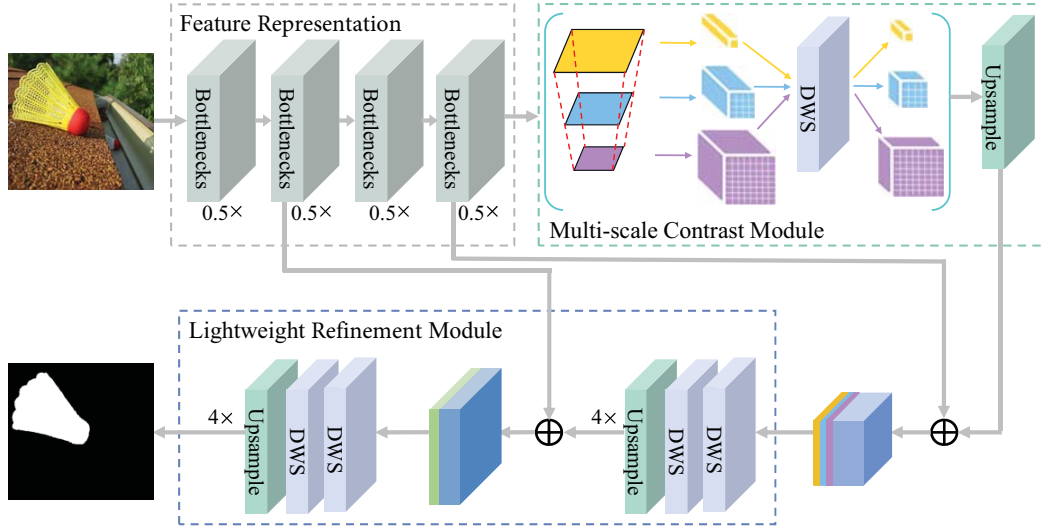 Feature Representation
Bottlenecks
Bottlenecks
Bottlenecks
Bottlenecks
0.5×
0.5×
0.5×
0.5×
DWS
Upsample
Multi-scale Contrast Module
Lightweight Refinement Module
4×
Upsample
DWS
DWS
4×
Upsample
DWS
DWS